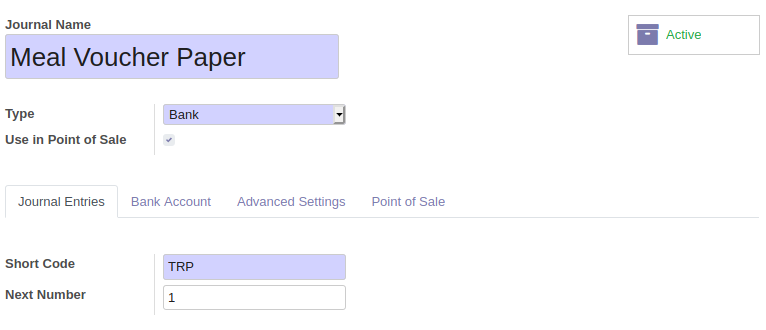 Journal Name
Active
Meal Voucher Paper
Type Bank
Use in Point of Sale
Journal Entries Bank Account Advanced Settings Point of Sale
Short Code TRP
Next Number 1